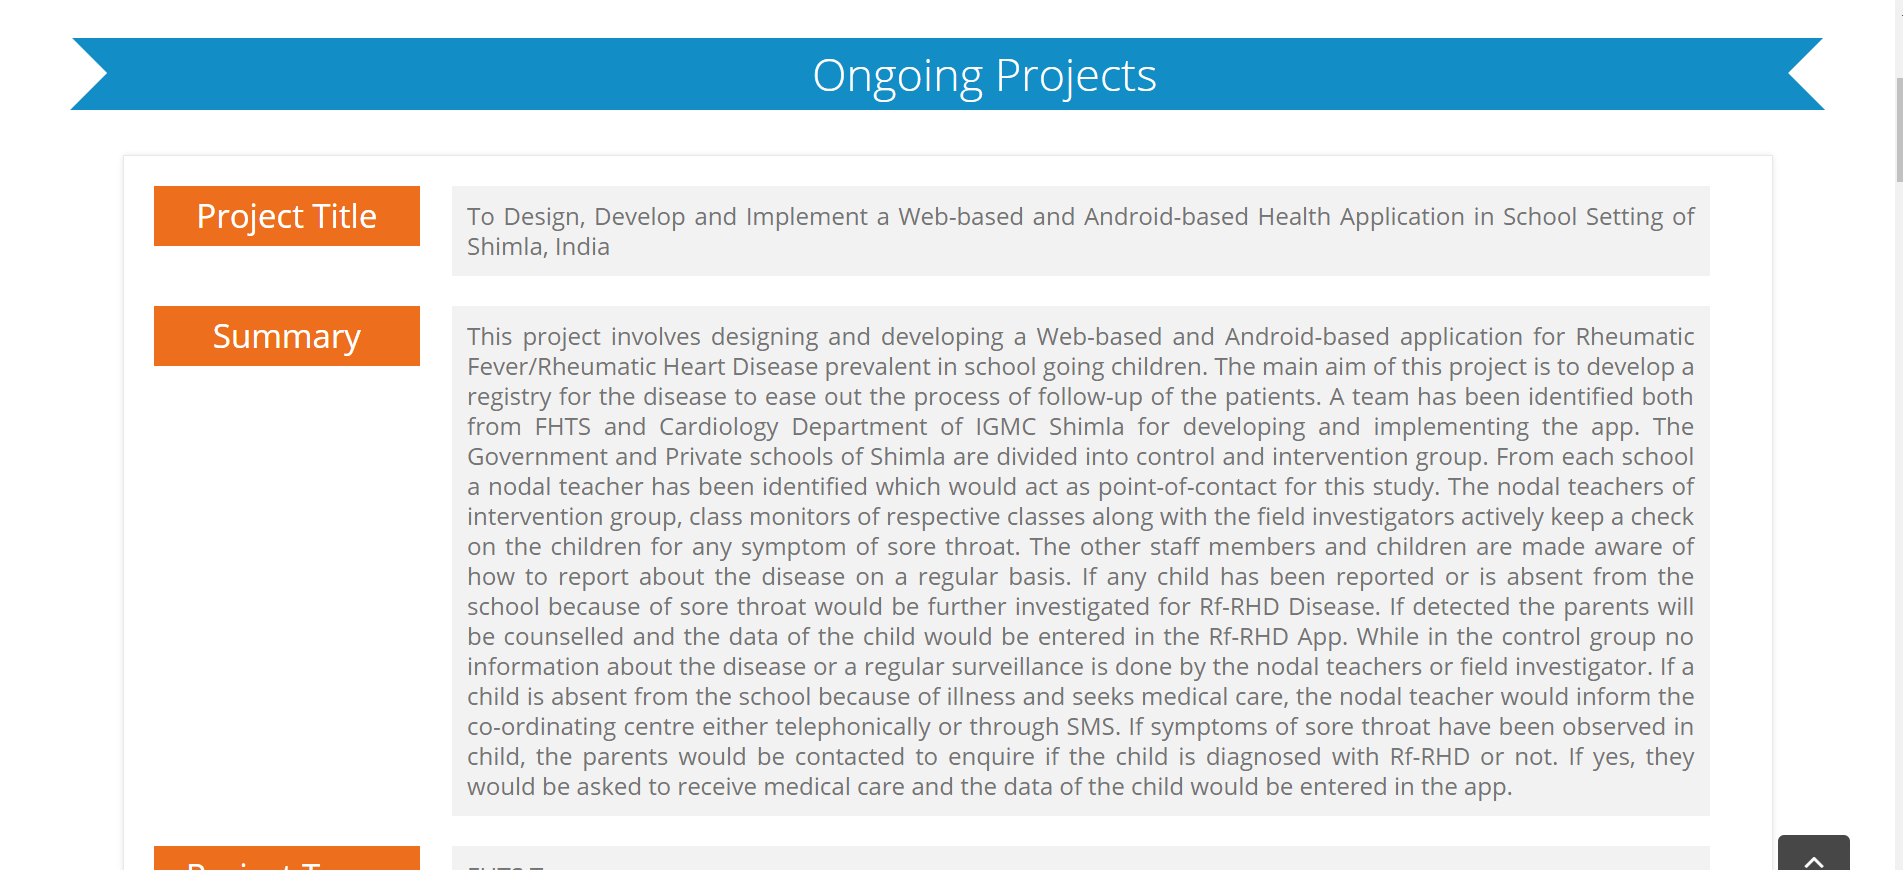 Ongoing Projects
Project Title
To Design, Develop and Implement a Web-based and Android-based Health Application in School Setting of
Shimla, India
Summary
This project involves designing and developing a Web-based and Android-based application for Rheumatic
Fever/Rheumatic Heart Disease prevalent in school going children. The main aim of this project is to develop a
registry for the disease to ease out the process of follow-up of the patients. A team has been identified both
from FHTS and Cardiology Department of IGMC Shimla for developing and implementing the app. The
Government and Private schools of Shimla are divided into control and intervention group. From each school
a nodal teacher has been identified which would act as point-of-contact for this study. The nodal teachers of
intervention group, class monitors of respective classes along with the field investigators actively keep a check
on the children for any symptom of sore throat. The other staff members and children are made aware of
how to report about the disease on a regular basis. If any child has been reported or is absent from the
school because of sore throat would be further investigated for Rf-RHD Disease. If detected the parents will
be counselled and the data of the child would be entered in the Rf-RHD App. While in the control group no
information about the disease or a regular surveillance is done by the nodal teachers or field investigator. If a
child is absent from the school because of illness and seeks medical care, the nodal teacher would inform the
co-ordinating centre either telephonically or through SMS. If symptoms of sore throat have been observed in
child, the parents would be contacted to enquire if the child is diagnosed with Rf-RHD or not. If yes, they
would be asked to receive medical care and the data of the child would be entered in the app.